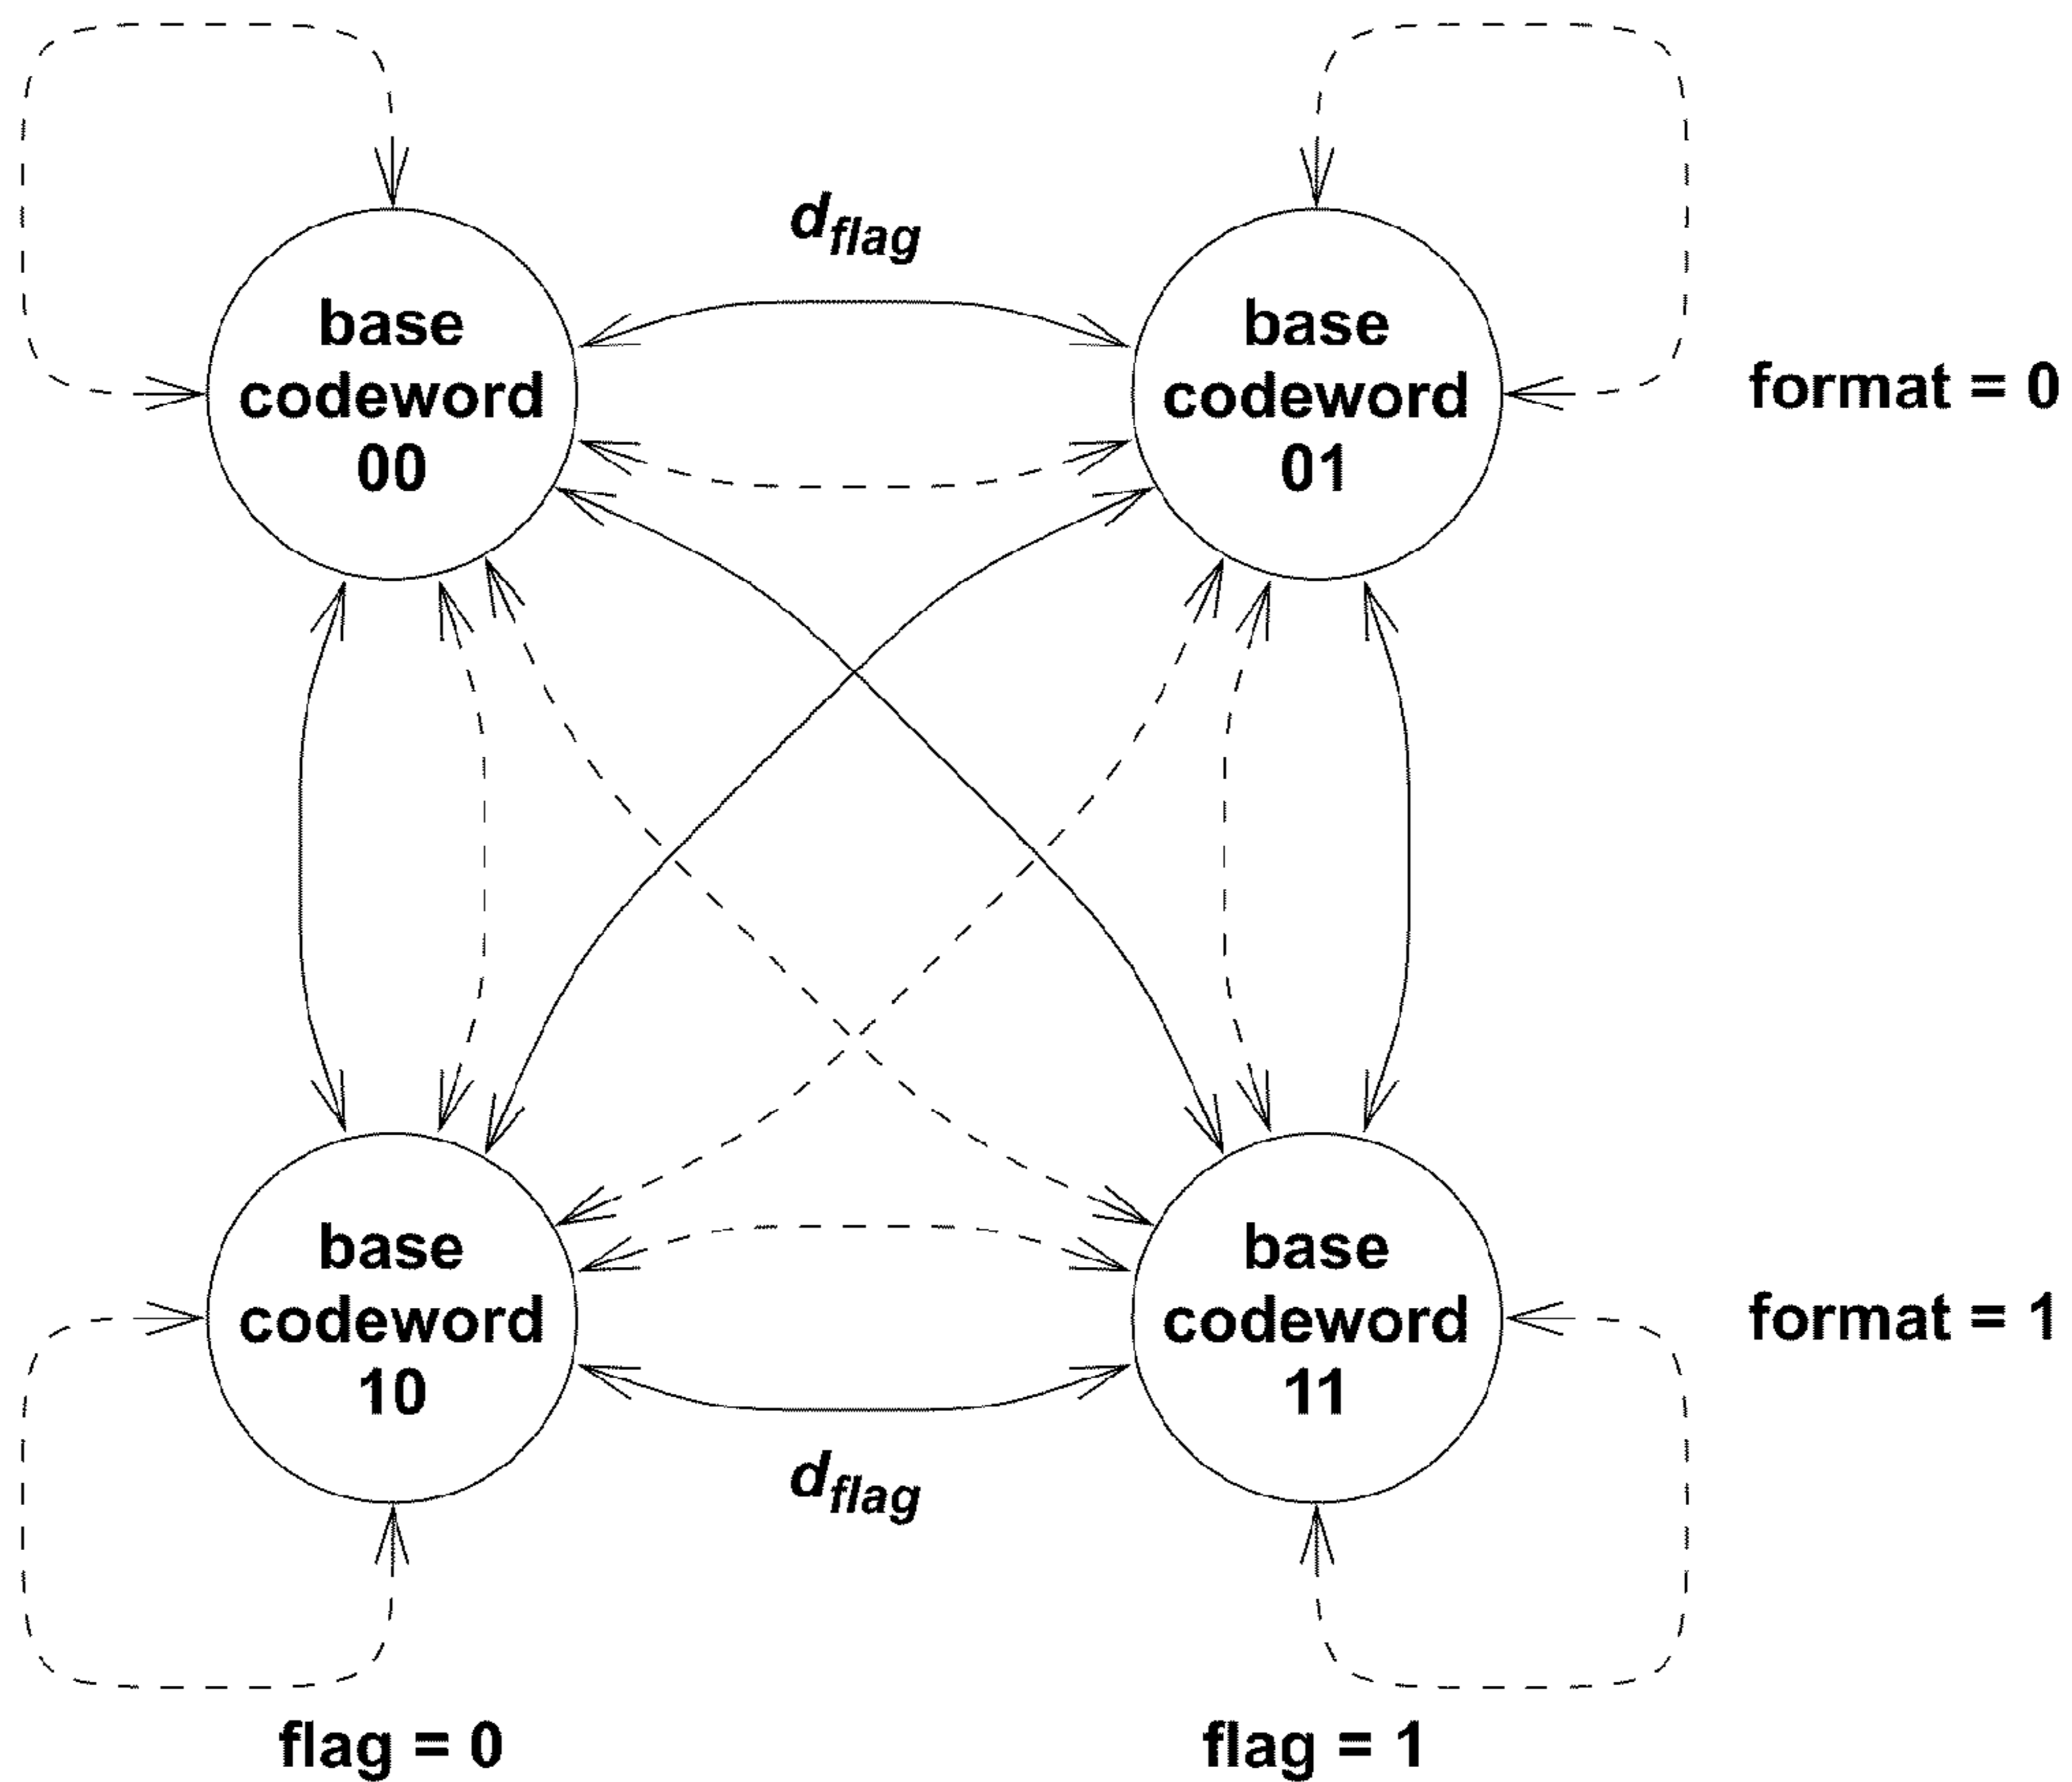 d_flag
base
codeword
00
base
codeword
01
format = 0
base
codeword
10
base
codeword
11
format = 1
d_flag
flag = 0
flag = 1